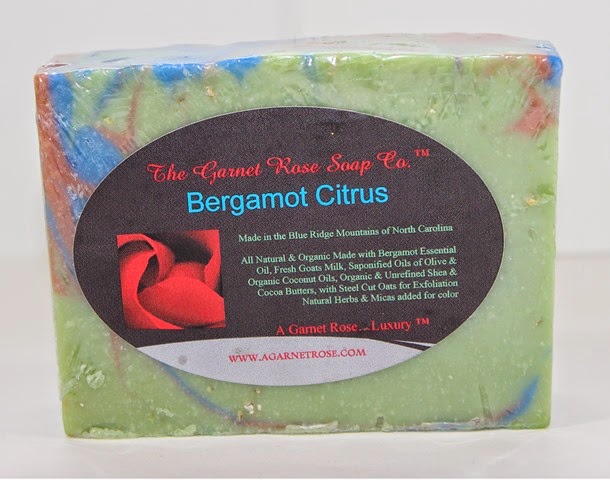 The Garnet Rose Soap Co.™
Bergamot Citrus
Made in the Blue Ridge Mountains of North Carolina
All Natural & Organic Made with Bergamot Essential
Oil, Fresh Goats Milk, Saponified Oils of Olive &
Organic Coconut Oils, Organic & Unrefined Shea &
Cocoa Butters, with Steel Cut Oats for Exfoliation
Natural Herbs & Micas added for color
A Garnet Rose...Luxury ™
WWW.AGARNETROSE.COM